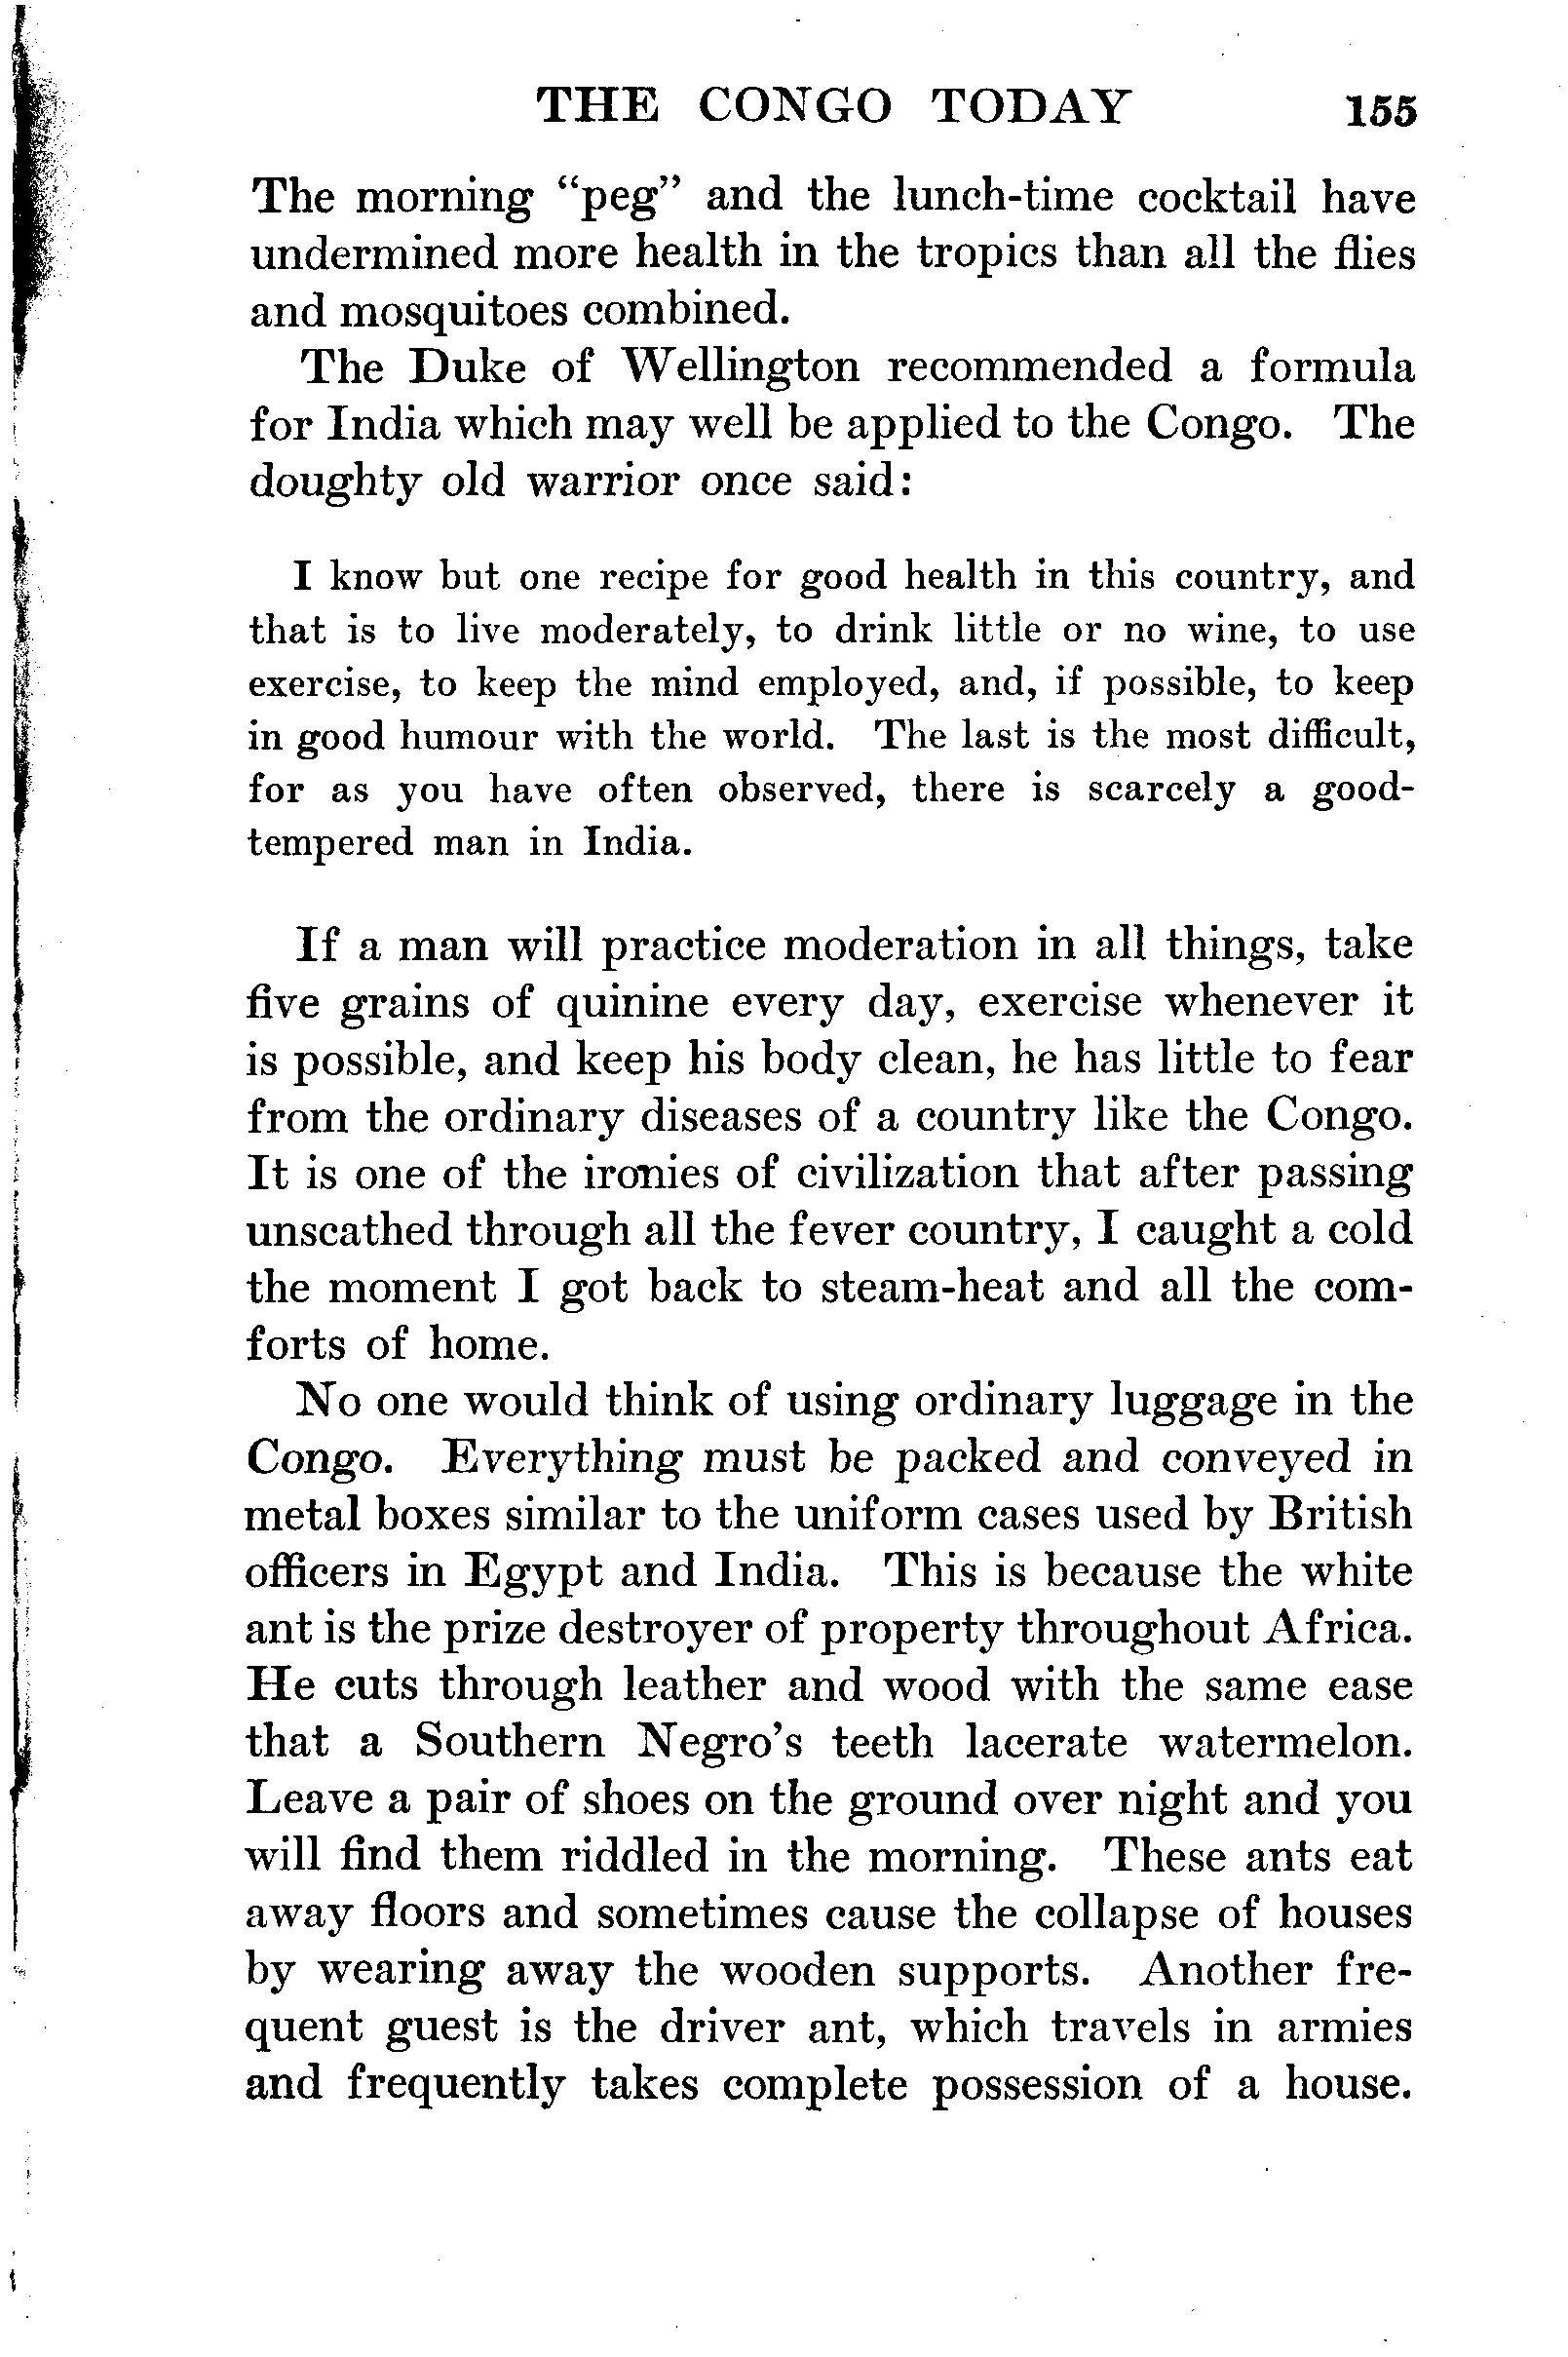 THE CONGO TODAY 155
The morning “peg” and the lunch-time cocktail have
undermined more health in the tropics than all the flies
and mosquitoes combined.
The Duke of Wellington recommended a formula
for India which may well be applied to the Congo. The
doughty old warrior once said:
I know but one recipe for good health in this country, and
that is to live moderately, to drink little or no wine, to use
exercise, to keep the mind employed, and, if possible, to keep
in good humour with the world. The last is the most difficult,
for as you have often observed, there is scarcely a good-
tempered man in India.
If a man will practice moderation in all things, take
five grains of quinine every day, exercise whenever it
is possible, and keep his body clean, he has little to fear
from the ordinary diseases of a country like the Congo.
It is one of the ironies of civilization that after passing
unscathed through all the fever country, I caught a cold
the moment I got back to steam-heat and all the com-
forts of home.
No one would think of using ordinary luggage in the
Congo. Everything must be packed and conveyed in
metal boxes similar to the uniform cases used by British
officers in Egypt and India. This is because the white
ant is the prize destroyer of property throughout Africa.
He cuts through leather and wood with the same ease
that a Southern Negro’s teeth lacerate watermelon.
Leave a pair of shoes on the ground over night and you
will find them riddled in the morning. These ants eat
away floors and sometimes cause the collapse of houses
by wearing away the wooden supports. Another fre-
quent guest is the driver ant, which travels in armies
and frequently takes complete possession of a house.